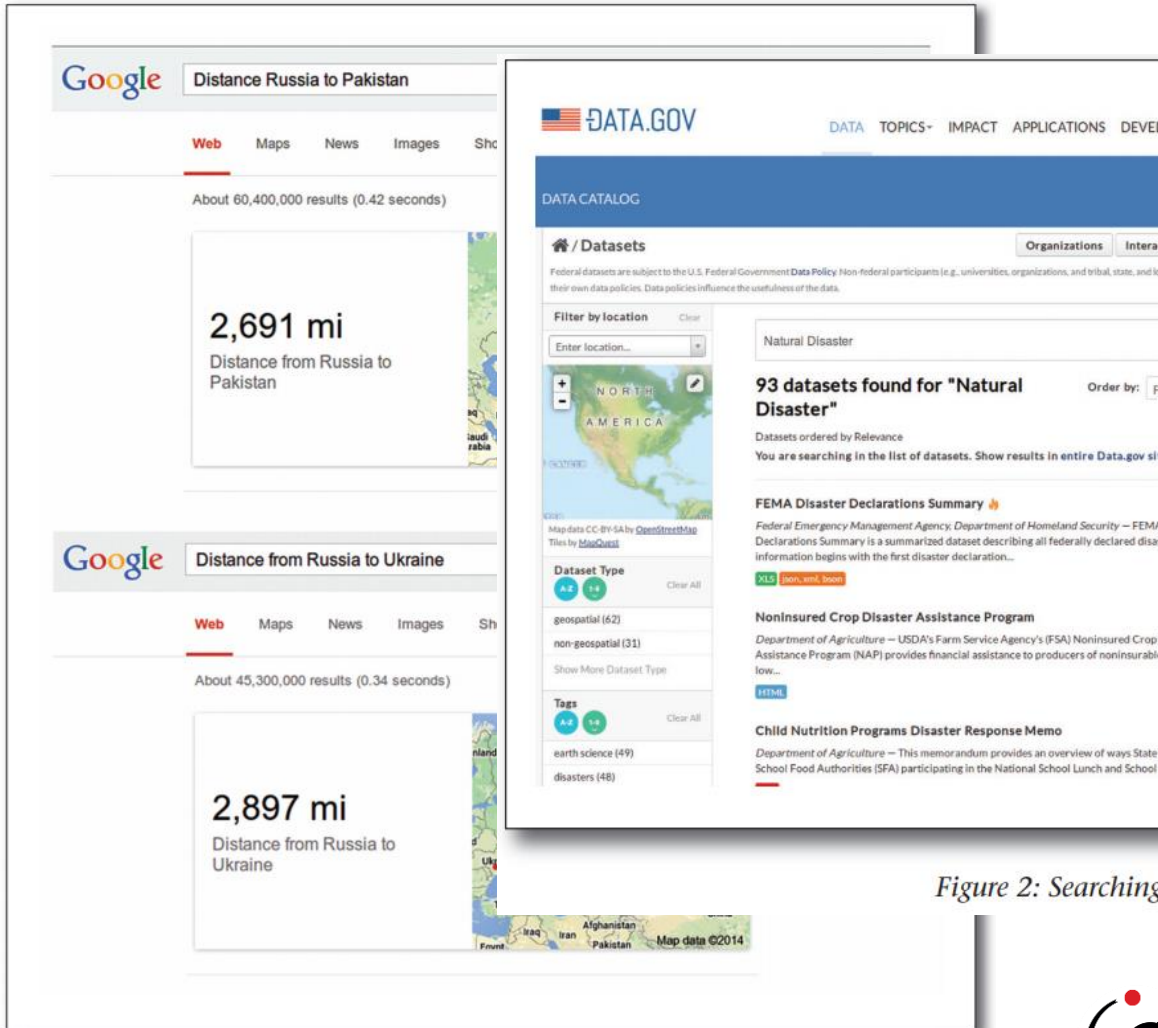 Google
Distance Russia to Pakistan
Web Maps News Images
About 60,400,000 results (0.42 seconds)
2,691 mi
Distance from Russia to
Pakistan
Google
Distance from Russia to Ukraine
Web Maps News Images
About 45,300,000 results (0.34 seconds)
2,897 mi
Distance from Russia to
Ukraine
Iraq
Iran
Afghanistan
Pakistan
Map data ©2014
DATA.GOV
DATA TOPICS IMPACT APPLICATIONS
DATA CATALOG
/ Datasets
Organizations
Federal datasets are subject to the U.S. Federal Government Data Policy. Non-federal participants (e.g., universities, organizations, and tribal, state, and
their own data policies. Data policies influence the usefulness of the data.
Filter by location Clear
Enter location...
+
-
NORTH
AMERICA
Map data CC-BY-SA by OpenStreetMap
Tiles by MapQuest
Dataset Type
A-Z 1-9 Clear All
geospatial (62)
non-geospatial (31)
Show More Dataset Type
Tags
A-Z 1-9 Clear All
earth science (49)
disasters (48)
Natural Disaster
93 datasets found for "Natural
Disaster"
Order by:
Datasets ordered by Relevance
You are searching in the list of datasets. Show results in entire Data.gov
FEMA Disaster Declarations Summary
Federal Emergency Management Agency, Department of Homeland Security — FEMA
Declarations Summary is a summarized dataset describing all federally declared
information begins with the first disaster declaration...
XLS json, xml, bson
Noninsured Crop Disaster Assistance Program
Department of Agriculture — USDA's Farm Service Agency's (FSA) Noninsured Crop
Assistance Program (NAP) provides financial assistance to producers of
low...
HTML
Child Nutrition Programs Disaster Response Memo
Department of Agriculture — This memorandum provides an overview of ways State
School Food Authorities (SFA) participating in the National School Lunch and School
Figure 2: Searching